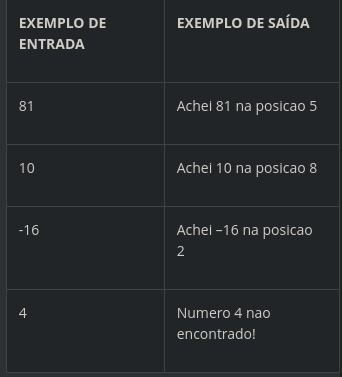 EXEMPLO DE ENTRADA
EXEMPLO DE SAÍDA
81
Achei 81 na posicao 5
10
Achei 10 na posicao 8
-16
Achei –16 na posicao
2
4
Numero 4 nao
encontrado!